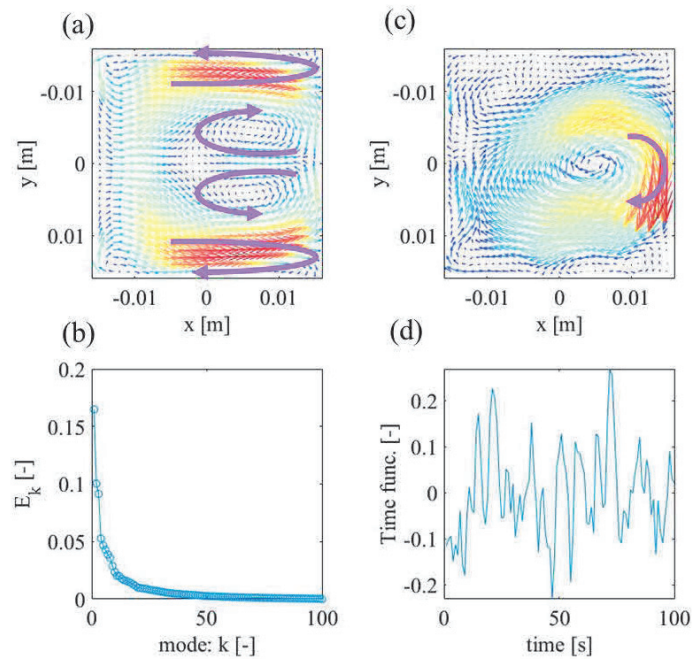 (a)
-0.01
0
0.01
y [m]
-0.01
0
0.01
x [m]
(c)
-0.01
0
0.01
y [m]
-0.01
0
0.01
x [m]
(b)
0.2
0.15
0.1
0.05
0
E_k [-]
0
50
100
mode: k [-]
(d)
0.2
0.1
0
-0.1
-0.2
Time func. [-]
0
50
100
time [s]